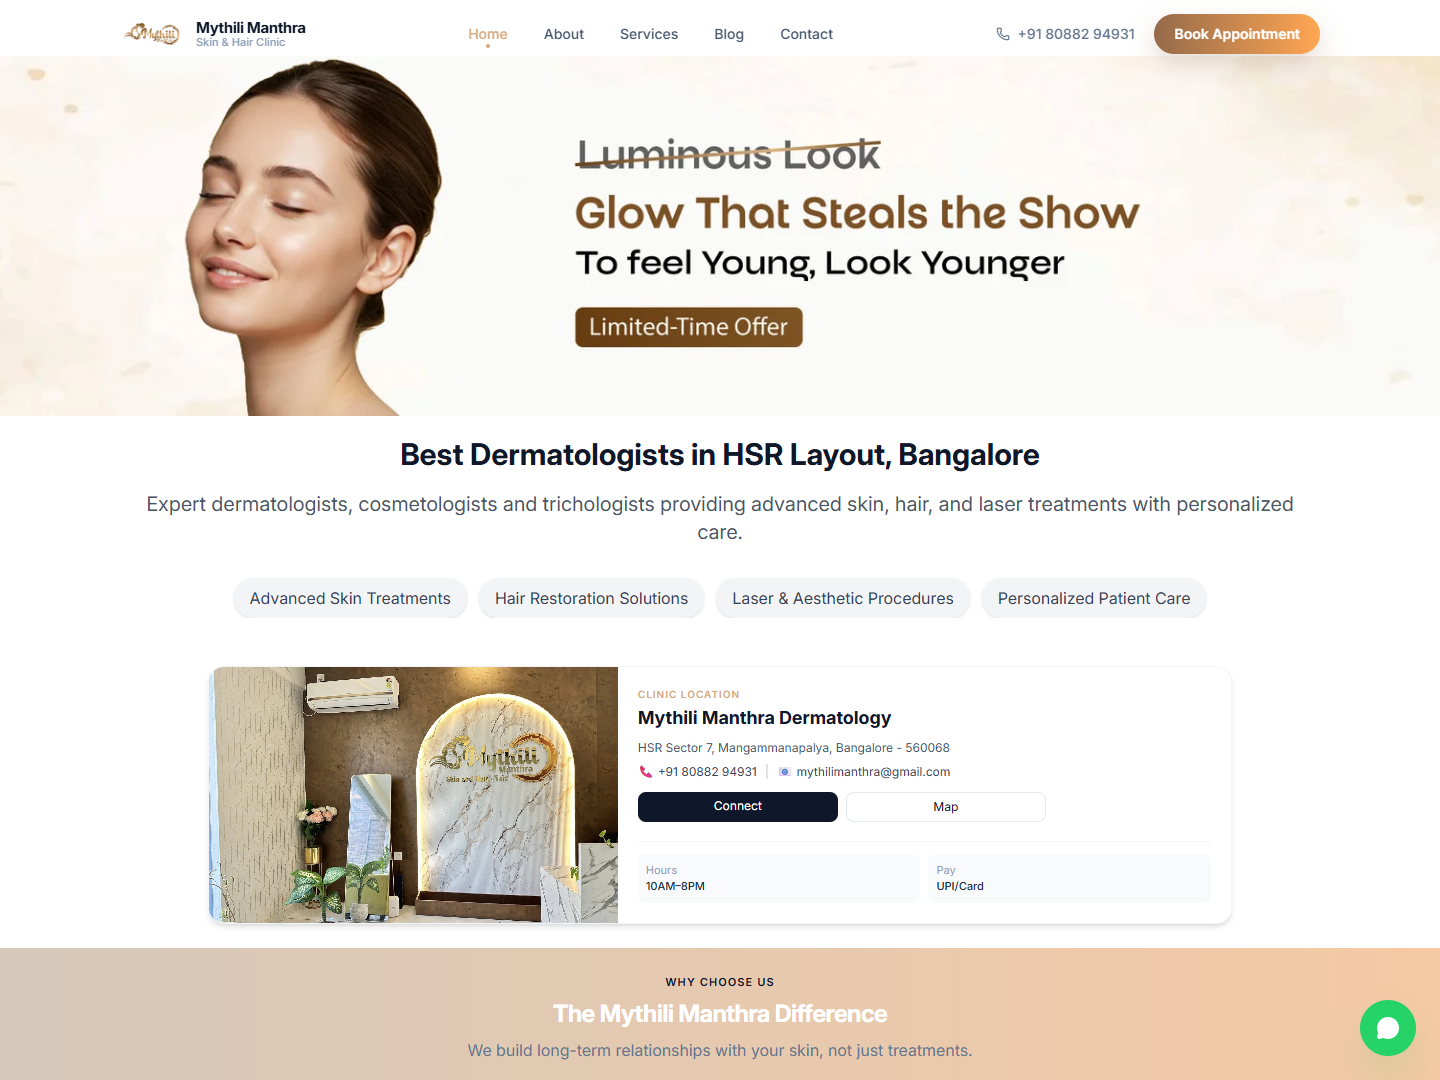 Mythili
Mythili Manthra
Skin & Hair Clinic
Home
About
Services
Blog
Contact
+91 80882 94931
Book Appointment
Luminous Look
Glow That Steals the Show
To feel Young, Look Younger
Limited-Time Offer
Best Dermatologists in HSR Layout, Bangalore
Expert dermatologists, cosmetologists and trichologists providing advanced skin, hair, and laser treatments with personalized
care.
Advanced Skin Treatments
Hair Restoration Solutions
Laser & Aesthetic Procedures
Personalized Patient Care
Mythili
Manthra
CLINIC LOCATION
Mythili Manthra Dermatology
HSR Sector 7, Mangammanapalya, Bangalore - 560068
+91 80882 94931
mythilimanthra@gmail.com
Connect
Map
Hours
10AM–8PM
Pay
UPI/Card
WHY CHOOSE US
The Mythili Manthra Difference
We build long-term relationships with your skin, not just treatments.